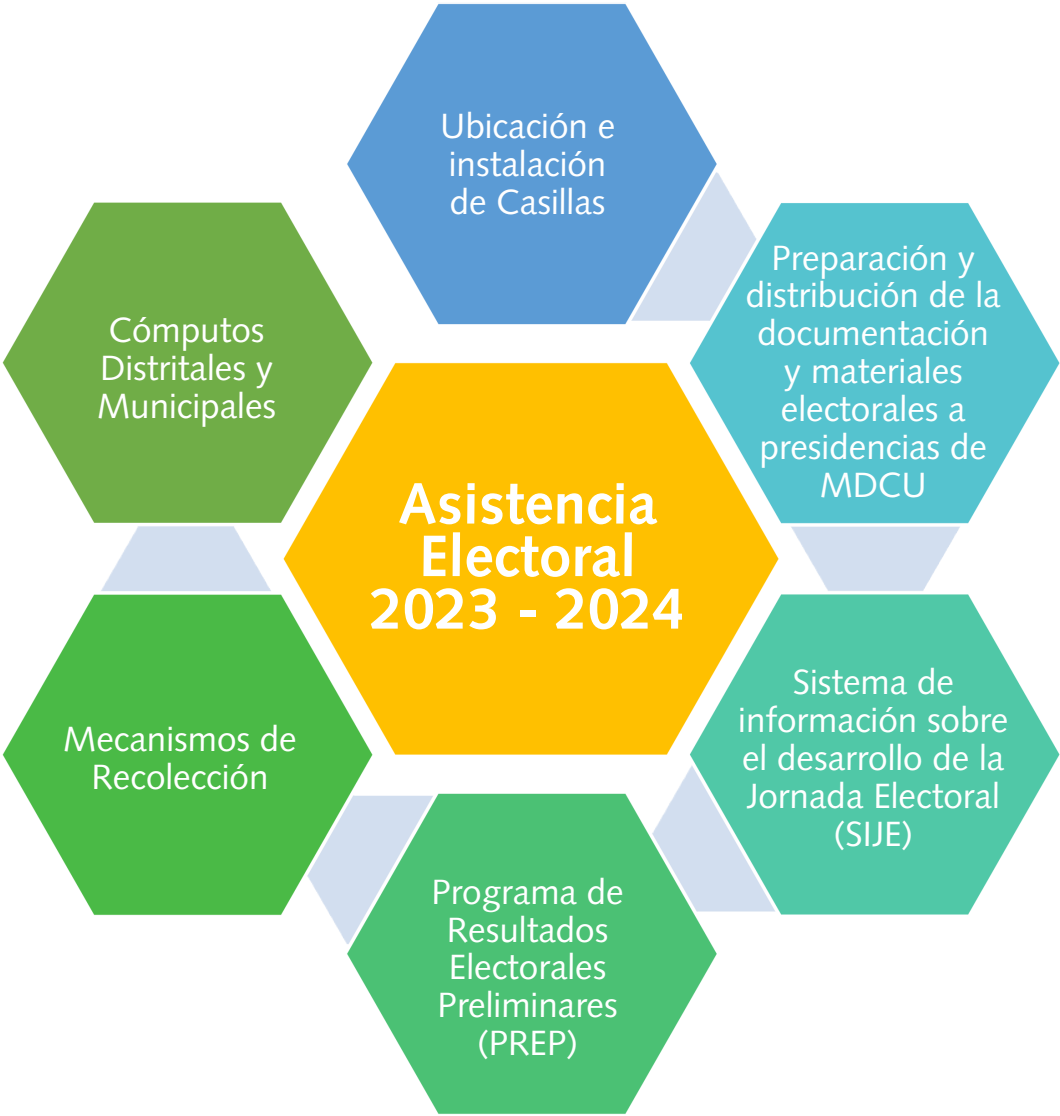 Ubicación e
instalación
de Casillas
Preparación y
distribución de la
documentación
y materiales
electorales a
presidencias de
MDCU
Sistema de
información sobre
el desarrollo de la
Jornada Electoral
(SIJE)
Programa de
Resultados
Electorales
Preliminares
(PREP)
Mecanismos de
Recolección
Cómputos
Distritales y
Municipales
Asistencia
Electoral
2023 - 2024